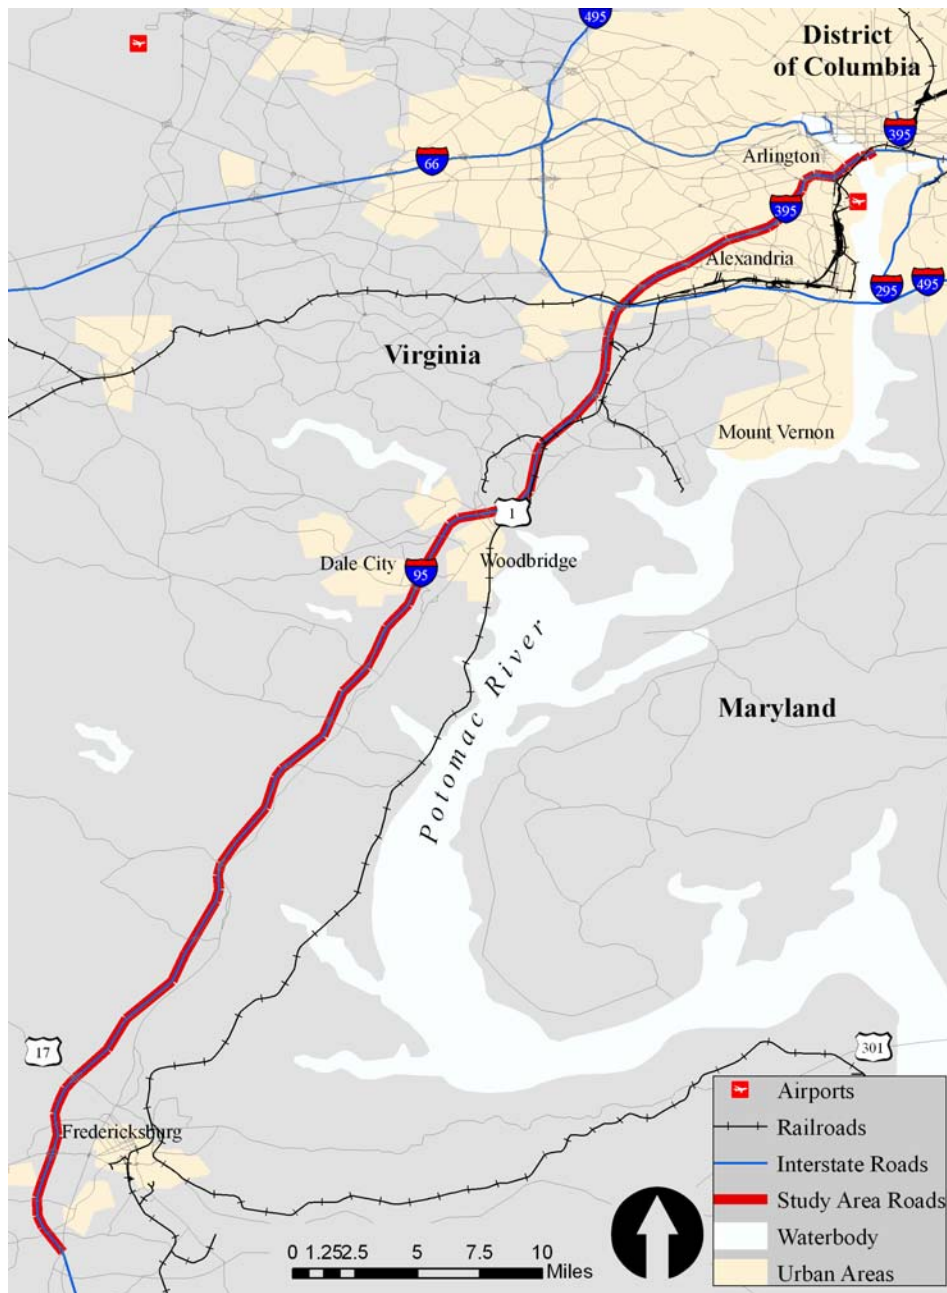 495
District
of Columbia
395
Arlington
66
395
Alexandria
295
495
Virginia
Mount Vernon
1
Dale City
95
Woodbridge
Potomac River
Maryland
17
301
Fredericksburg
Airports
Railroads
Interstate Roads
Study Area Roads
Waterbody
Urban Areas
0 1.252.5 5 7.5 10
Miles